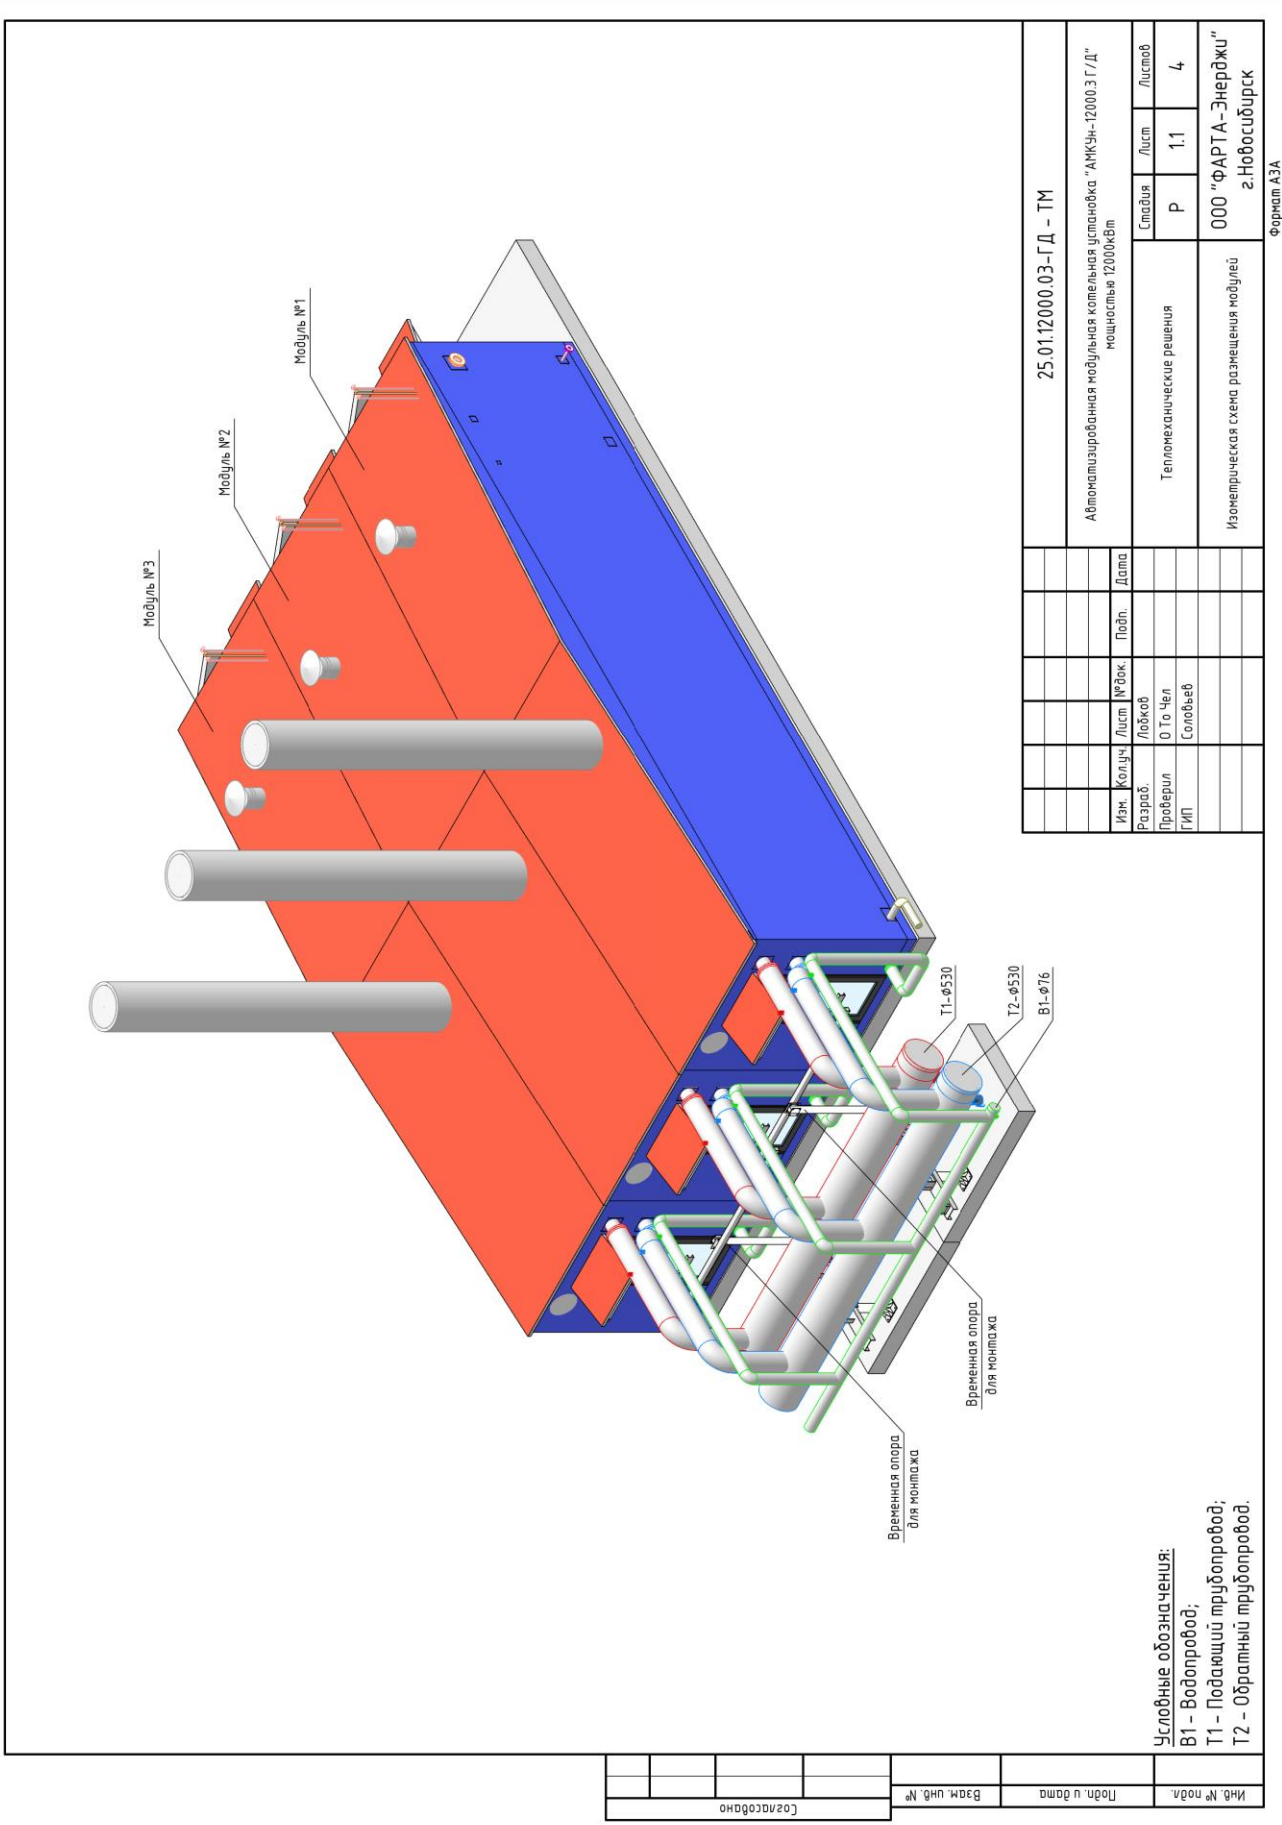 Модуль №3
Модуль №2
Модуль №1
Т1-Ф530
Т2-Ф530
В1-Ф76
Временная опора
для монтажа
Временная опора
для монтажа
Условные обозначения:
В1 - Водопровод;
Т1 - Подающий трубопровод;
Т2 - Обратный трубопровод.
25.01.12000.03-ГД - ТМ
Автоматизированная модульная котельная установка "АМКУн-12000.3 Г/Д"
мощностью 12000кВт
Изм. Кол.уч. Лист №док. Подп. Дата
Разраб. Лобков
Проверил О То Чел
ГИП Соловьев
Тепломеханические решения
Стадия Лист Листов
Р 1.1 4
Изометрическая схема размещения модулей
ООО "ФАРТА-Энерджи"
г.Новосибирск
Формат А3А
Согласовано
Взам. инв. №
Подп. и дата
Инв. № подл.